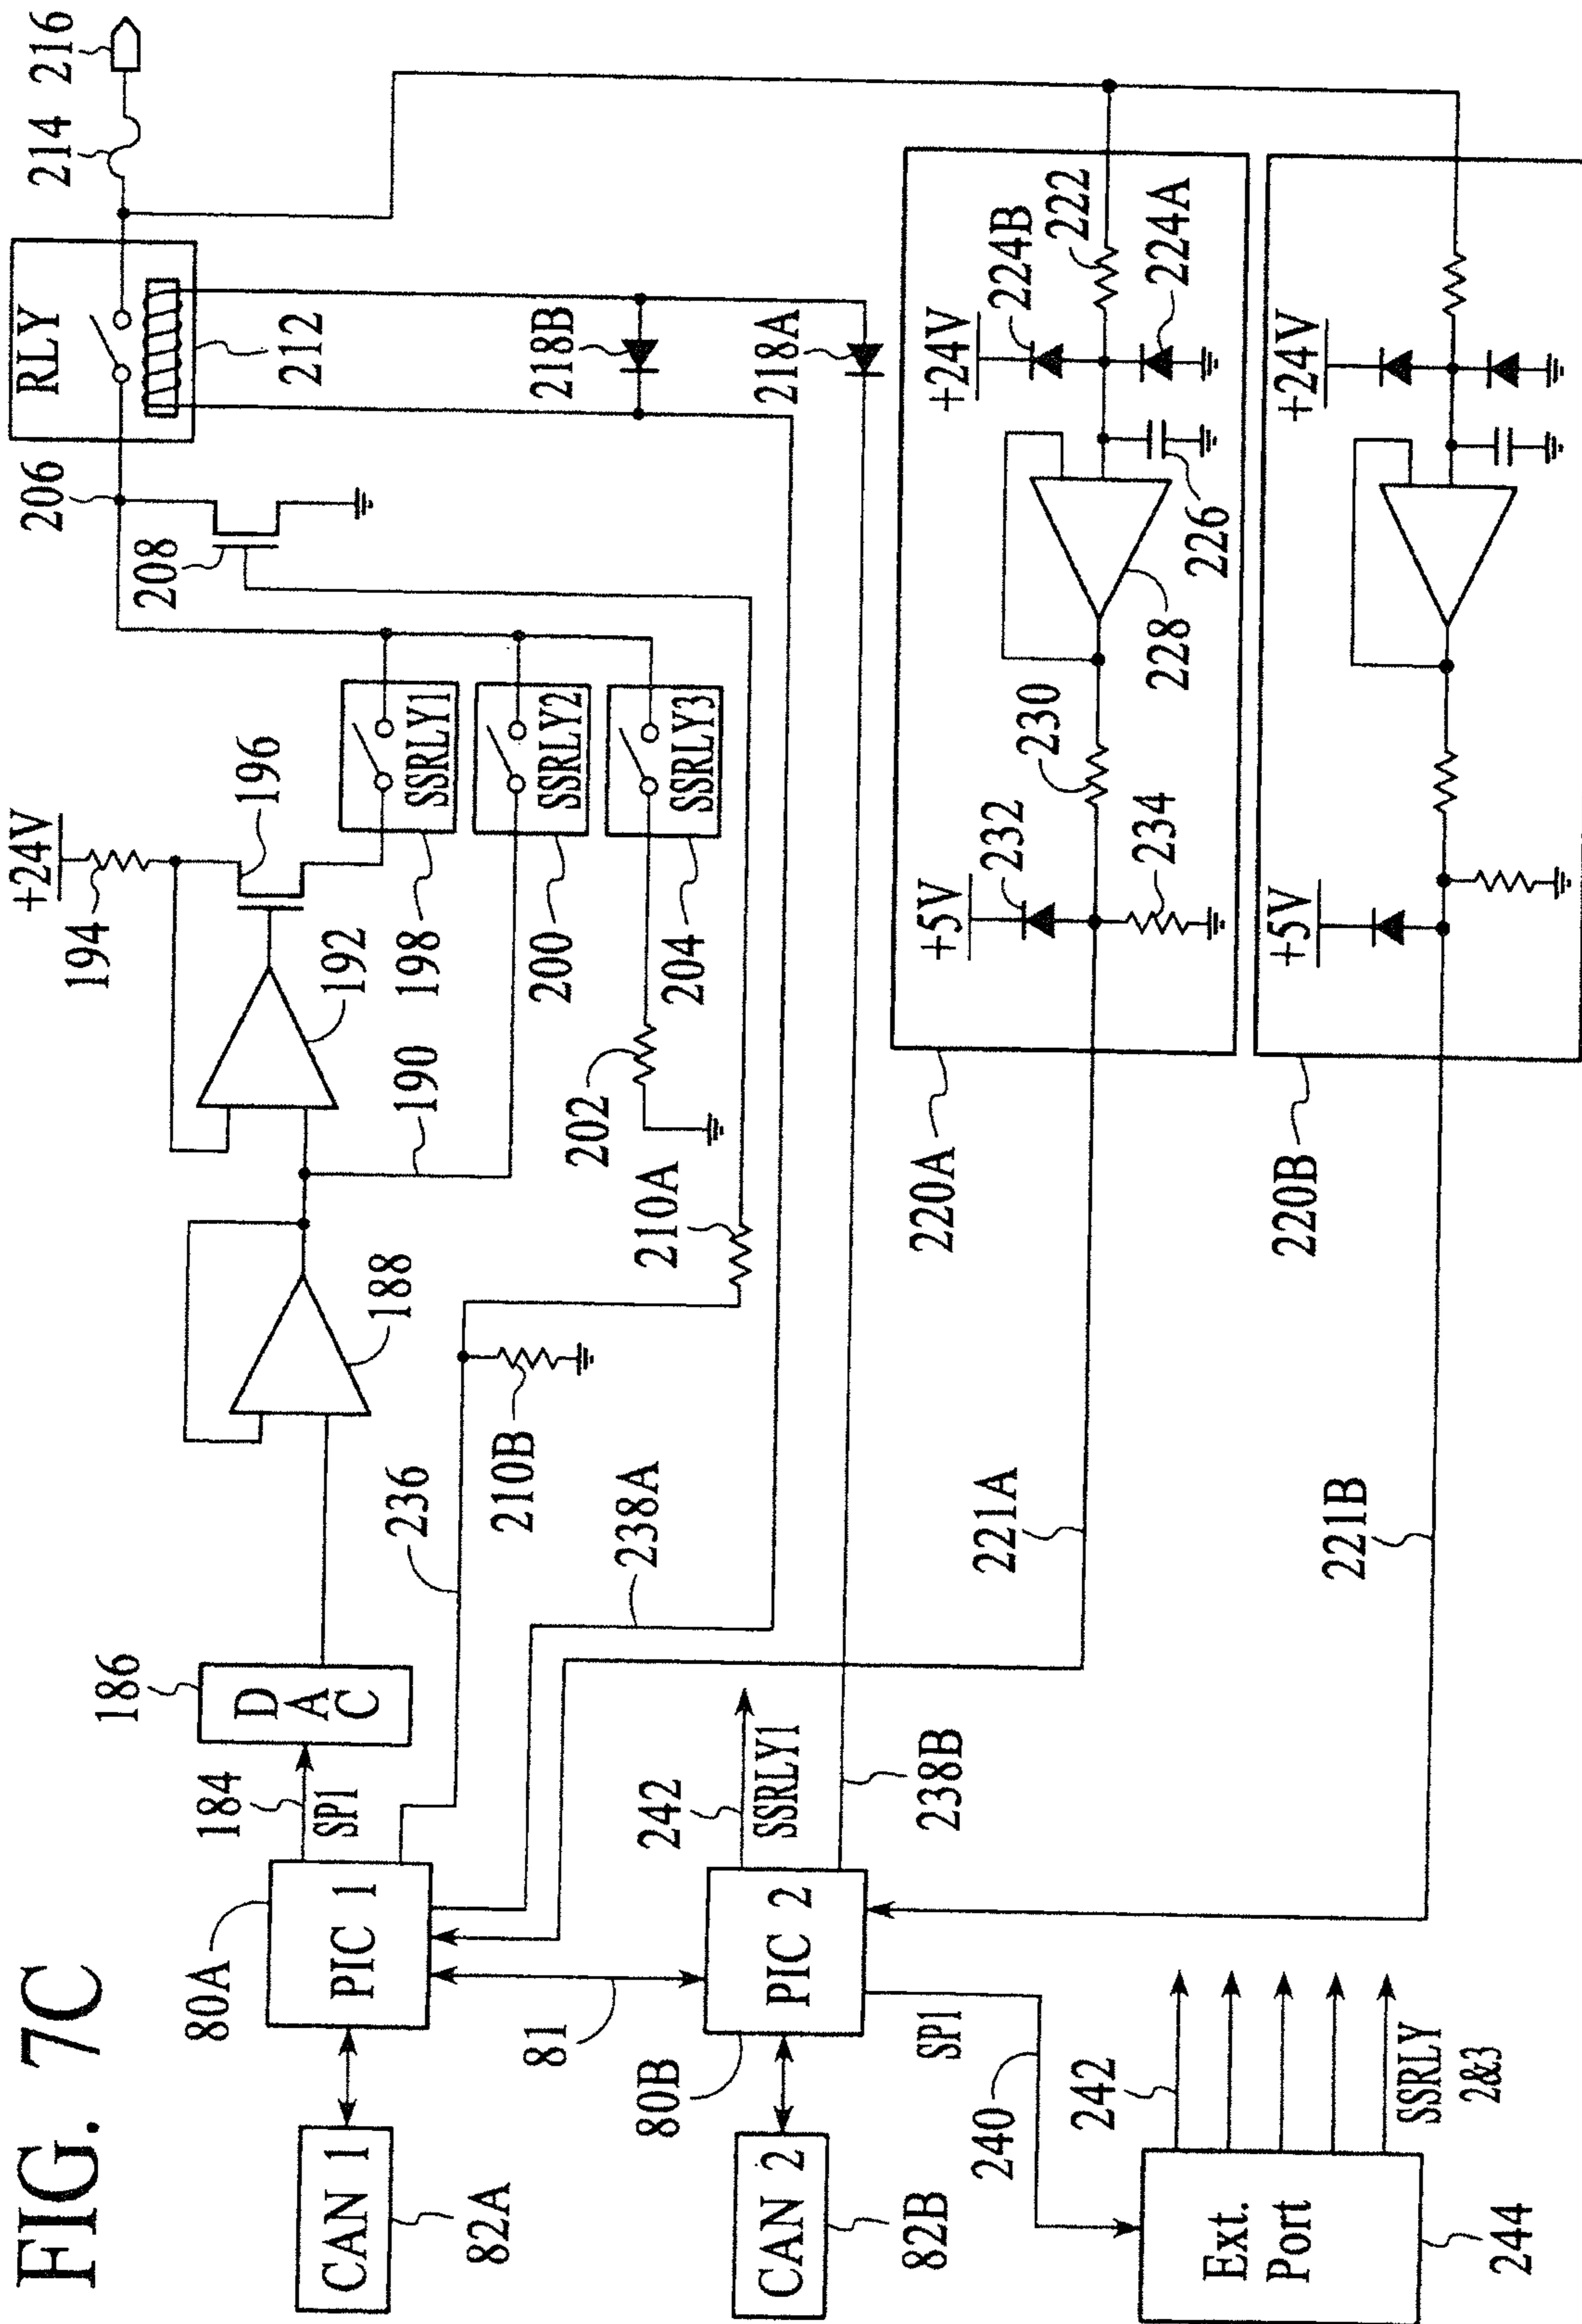 FIG. 7C
CAN 1
82A
80A
PIC 1
184
SP1
186
D
A
C
188
190
192
+24V
194
196
SSRLY1
198
SSRLY2
200
SSRLY3
204
202
206
208
RLY
212
214
216
236
210B
210A
238A
218B
218A
81
CAN 2
82B
80B
PIC 2
242
SSRLY1
238B
SP1
240
Ext.
Port
244
242
SSRLY
2&3
221A
221B
220A
+5V
232
234
230
228
226
+24V
224B
222
224A
220B
+5V
+24V